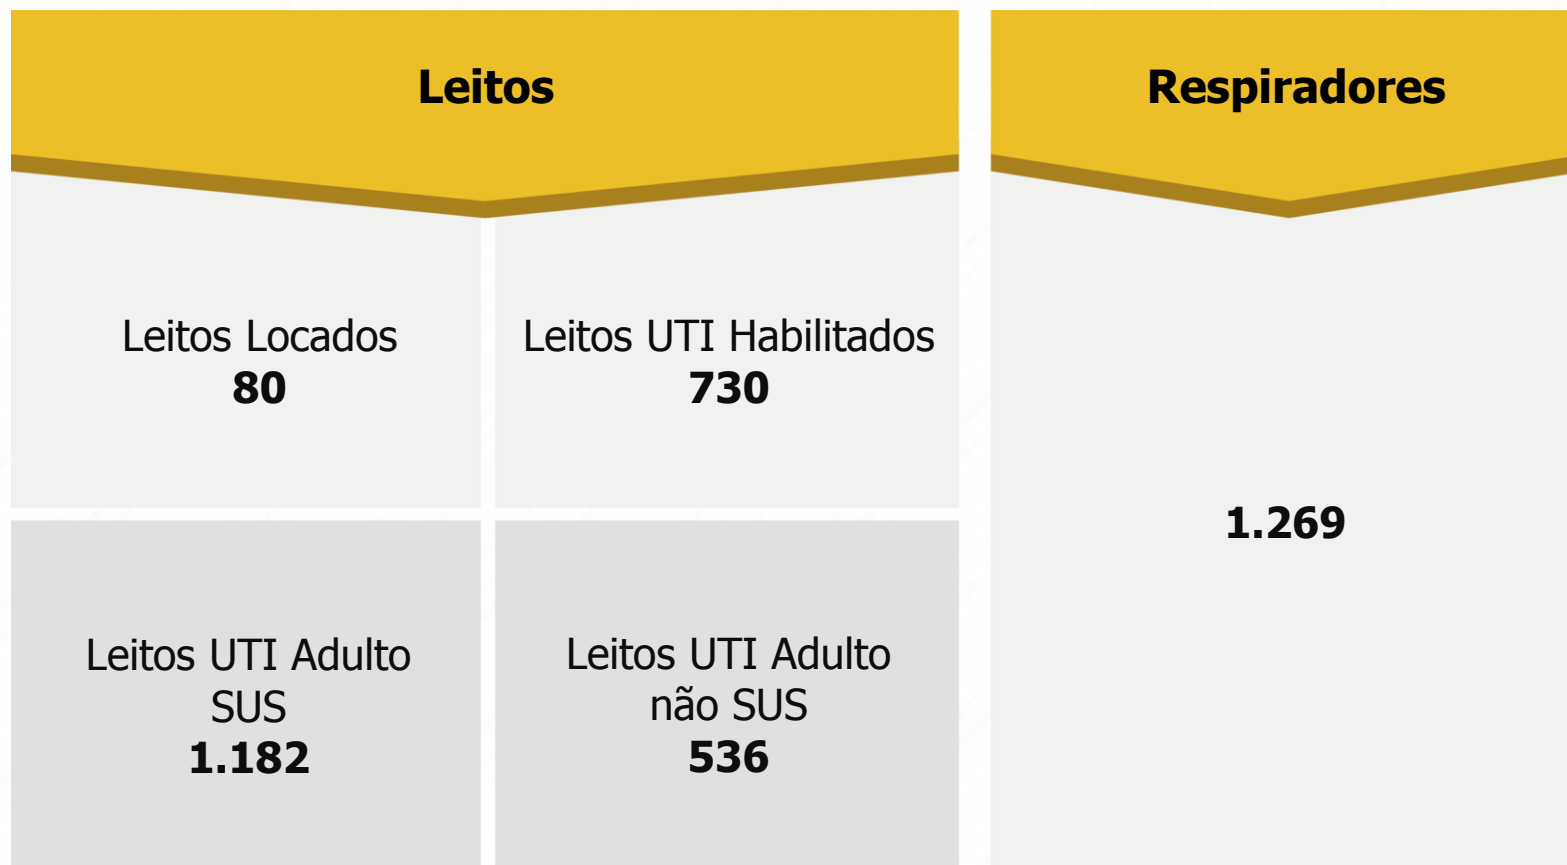 Leitos
Leitos Locados
80
Leitos UTI Habilitados
730
Leitos UTI Adulto
SUS
1.182
Leitos UTI Adulto
não SUS
536
Respiradores
1.269